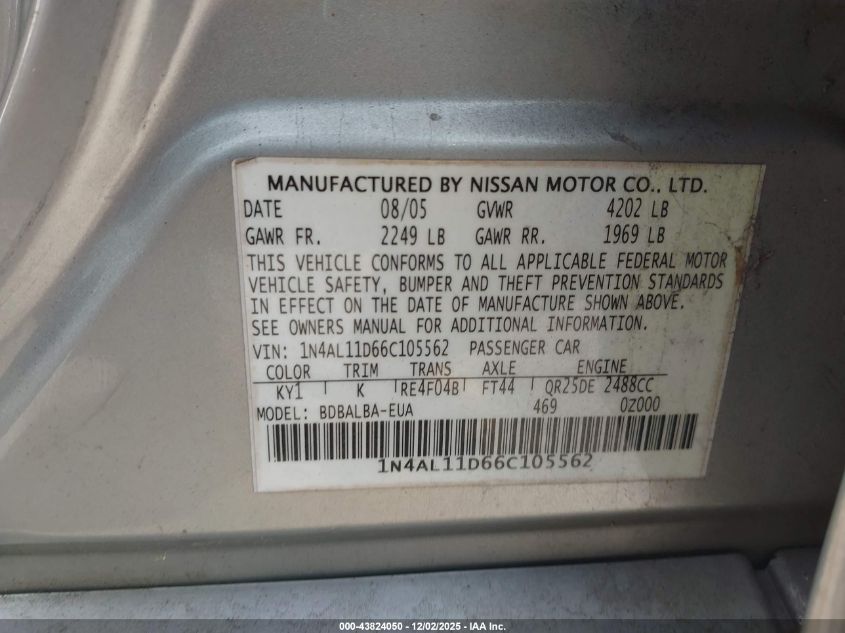 MANUFACTURED BY NISSAN MOTOR CO., LTD.
DATE 08/05 GVWR 4202 LB
GAWR FR. 2249 LB GAWR RR. 1969 LB
THIS VEHICLE CONFORMS TO ALL APPLICABLE FEDERAL MOTOR
VEHICLE SAFETY, BUMPER AND THEFT PREVENTION STANDARDS
IN EFFECT ON THE DATE OF MANUFACTURE SHOWN ABOVE.
SEE OWNERS MANUAL FOR ADDITIONAL INFORMATION.
VIN: 1N4AL11D66C105562 PASSENGER CAR
COLOR TRIM TRANS AXLE ENGINE
KY1 K RE4F04B FT44 QR25DE 2488CC
MODEL: BDBALBA-EUA 469 0Z000
1N4AL11D66C105562
000-43824050 • 12/02/2025 • IAA Inc.